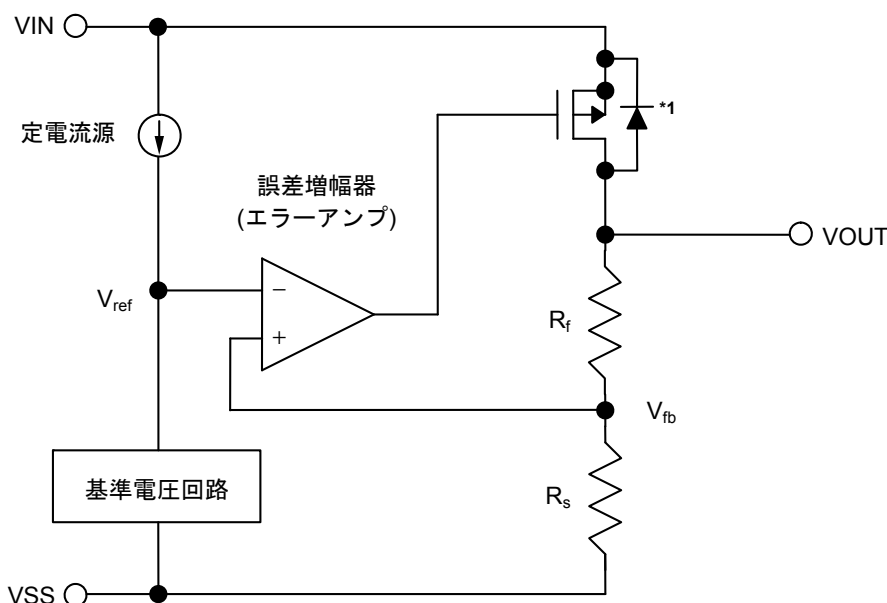 VIN
*1
定電流源
誤差増幅器
(エラーアンプ)
VOUT
Vref
−
+
Rf
Vfb
基準電圧回路
Rs
VSS